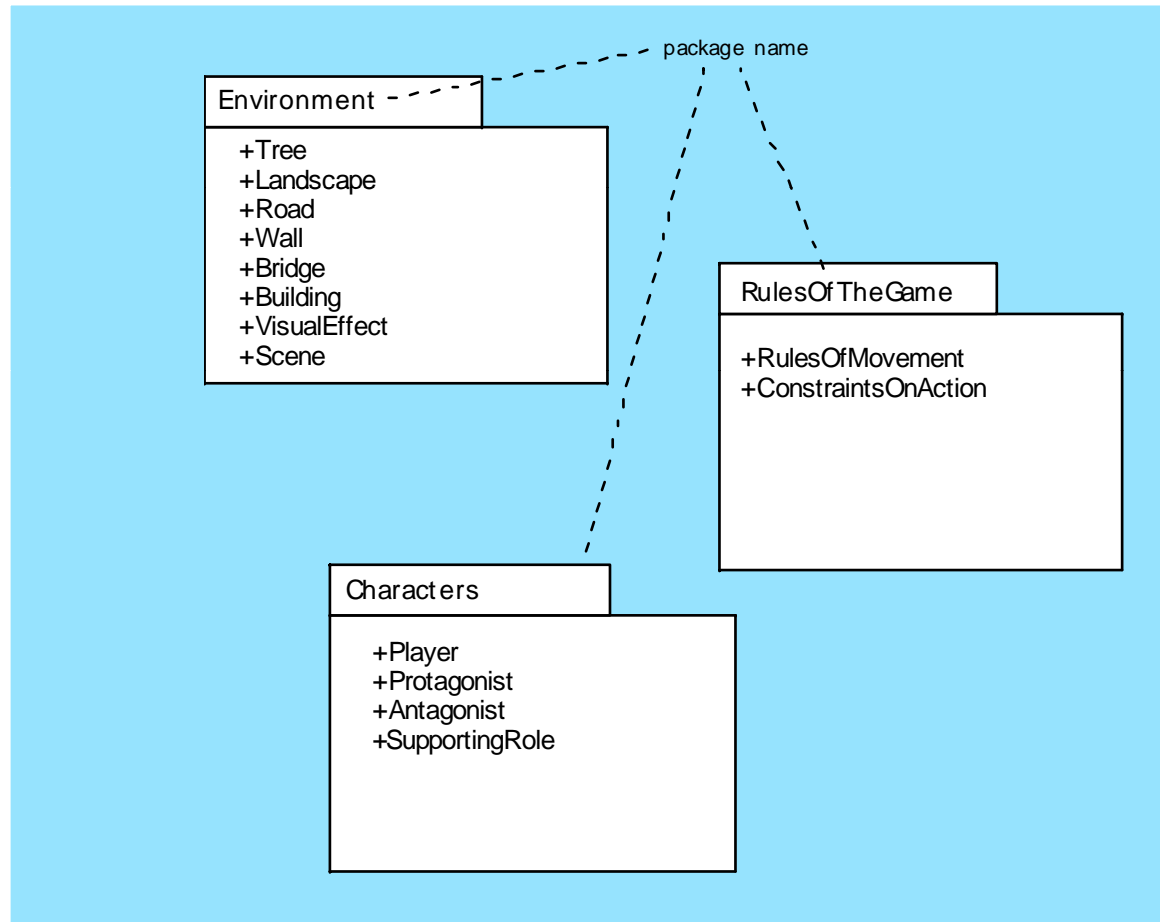 package name
Environment
+Tree
+Landscape
+Road
+Wall
+Bridge
+Building
+VisualEffect
+Scene
RulesOfTheGame
+RulesOfMovement
+ConstraintsOnAction
Characters
+Player
+Protagonist
+Antagonist
+SupportingRole